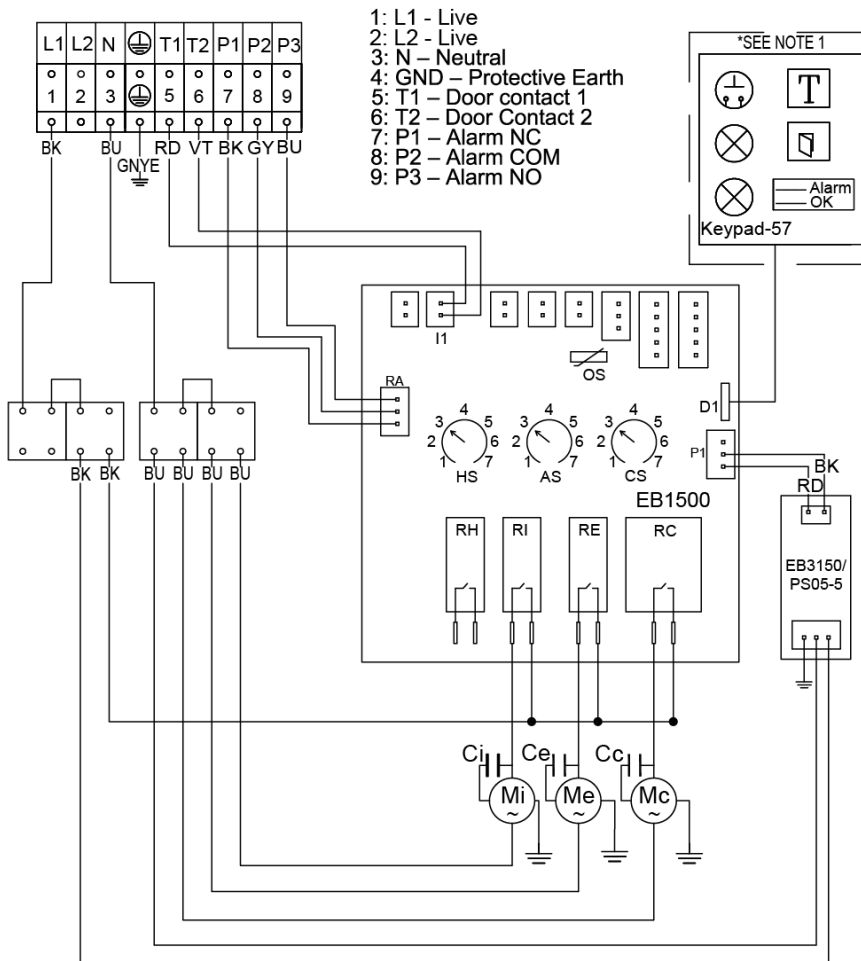 L1 L2 N T1 T2 P1 P2 P3
1 2 3 5 6 7 8 9
BK BU GNYE RD VT BK GY BU
1: L1 - Live
2: L2 - Live
3: N – Neutral
4: GND – Protective Earth
5: T1 – Door contact 1
6: T2 – Door Contact 2
7: P1 – Alarm NC
8: P2 – Alarm COM
9: P3 – Alarm NO
*SEE NOTE 1
T
Alarm
OK
Keypad-57
I1
OS
RA
D1
P1
1 2 3 4 5 6 7
HS
1 2 3 4 5 6 7
AS
1 2 3 4 5 6 7
CS
EB1500
BK
RD
EB3150/
PS05-5
BK BK BU BU BU BU
RH RI RE RC
Ci Ce Cc
Mi Me Mc
~ ~ ~